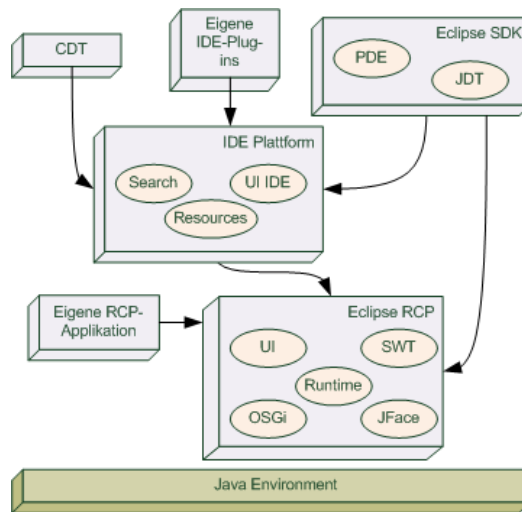 CDT
Eigene
IDE-Plug-
ins
Eclipse SDK
PDE
JDT
IDE Plattform
Search
UI IDE
Resources
Eigene RCP-
Applikation
Eclipse RCP
UI
SWT
Runtime
OSGi
JFace
Java Environment